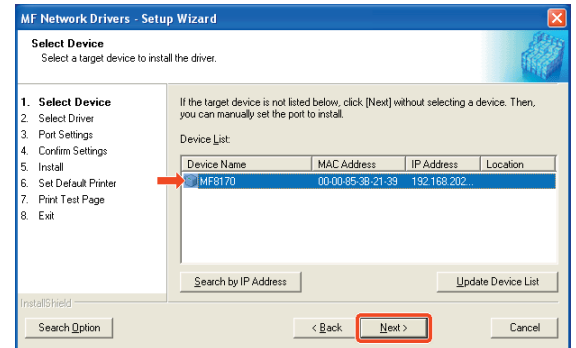 MF Network Drivers - Setup Wizard
Select Device
Select a target device to install the driver.
1. Select Device
2. Select Driver
3. Port Settings
4. Confirm Settings
5. Install
6. Set Default Printer
7. Print Test Page
8. Exit
If the target device is not listed below, click [Next] without selecting a device. Then,
you can manually set the port to install.
Device List:
Device Name MAC Address IP Address Location
MF8170 00-00-85-3B-21-39 192.168.202...
Search by IP Address Update Device List
InstallShield
Search Option < Back Next > Cancel